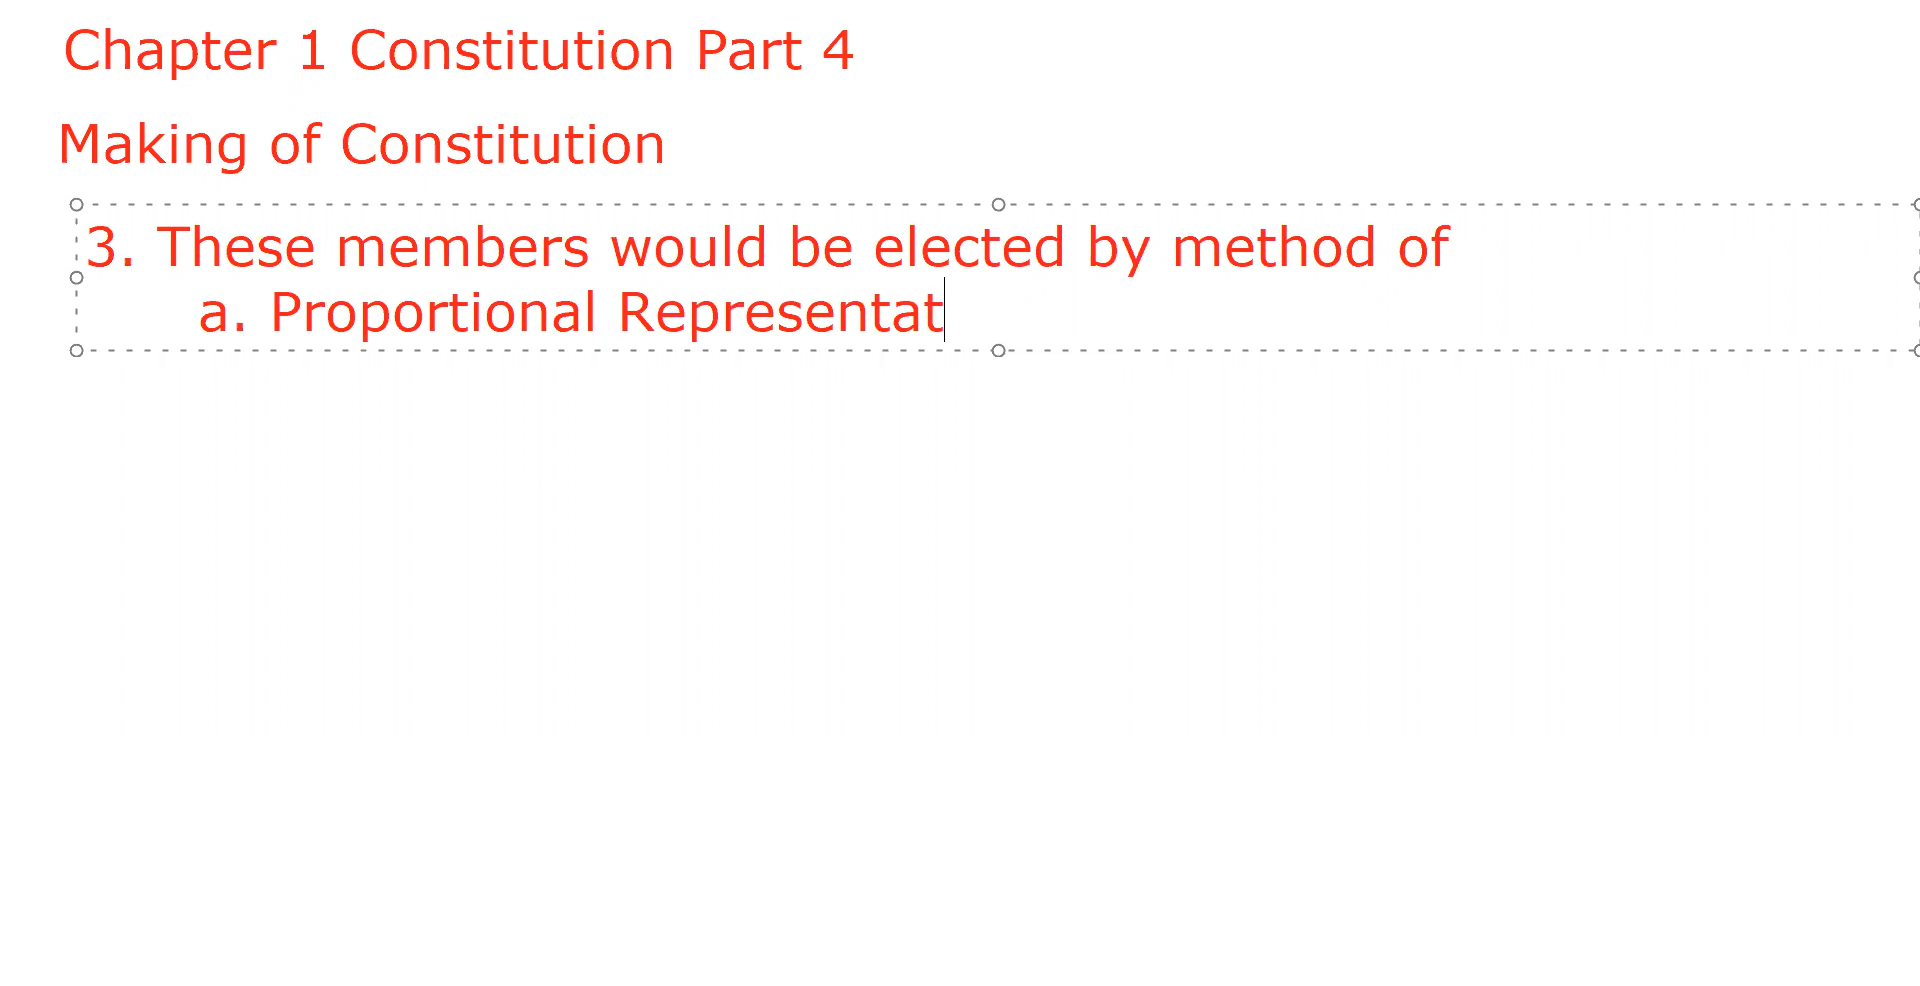 Chapter 1 Constitution Part 4
Making of Constitution
3. These members would be elected by method of
a. Proportional Representat